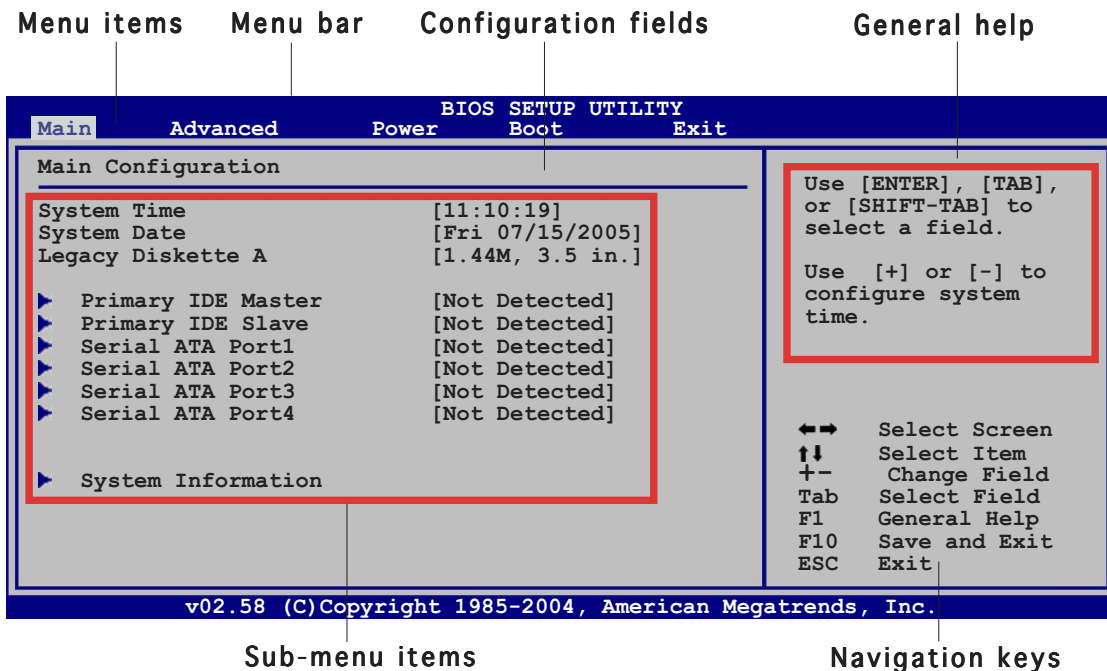 Menu items Menu bar Configuration fields General help
BIOS SETUP UTILITY
Main Advanced Power Boot Exit
Main Configuration
System Time [11:10:19]
System Date [Fri 07/15/2005]
Legacy Diskette A [1.44M, 3.5 in.]
Primary IDE Master [Not Detected]
Primary IDE Slave [Not Detected]
Serial ATA Port1 [Not Detected]
Serial ATA Port2 [Not Detected]
Serial ATA Port3 [Not Detected]
Serial ATA Port4 [Not Detected]
System Information
Use [ENTER], [TAB],
or [SHIFT-TAB] to
select a field.
Use [+] or [-] to
configure system
time.
←→ Select Screen
↑↓ Select Item
+- Change Field
Tab Select Field
F1 General Help
F10 Save and Exit
ESC Exit
v02.58 (C)Copyright 1985-2004, American Megatrends, Inc.
Sub-menu items Navigation keys